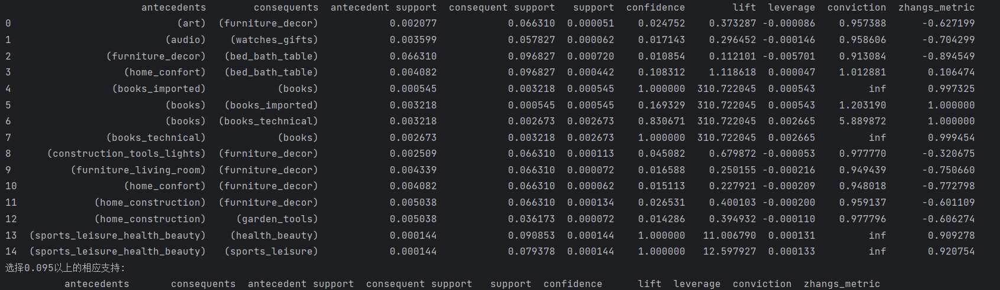 antecedents consequents antecedent support consequent support support confidence lift leverage conviction zhangs_metric
0 (art) (furniture_decor) 0.002077 0.066310 0.000051 0.024752 0.373287 -0.000086 0.957388 -0.627199
1 (audio) (watches_gifts) 0.003599 0.057827 0.000062 0.017143 0.296452 -0.000146 0.958606 -0.704299
2 (furniture_decor) (bed_bath_table) 0.066310 0.096827 0.000720 0.010854 0.112101 -0.005701 0.913084 -0.894549
3 (home_confort) (bed_bath_table) 0.004082 0.096827 0.000442 0.108312 1.118618 0.000047 1.012881 0.106474
4 (books_imported) (books) 0.000545 0.003218 0.000545 1.000000 310.722045 0.000543 inf 0.997325
5 (books) (books_imported) 0.003218 0.000545 0.000545 0.169329 310.722045 0.000543 1.203190 1.000000
6 (books) (books_technical) 0.003218 0.002673 0.002673 0.830671 310.722045 0.002665 5.889872 1.000000
7 (books_technical) (books) 0.002673 0.003218 0.002673 1.000000 310.722045 0.002665 inf 0.999454
8 (construction_tools_lights) (furniture_decor) 0.002509 0.066310 0.000113 0.045082 0.679872 -0.000053 0.977770 -0.320675
9 (furniture_living_room) (furniture_decor) 0.004339 0.066310 0.000072 0.016588 0.250155 -0.000216 0.949439 -0.750660
10 (home_confort) (furniture_decor) 0.004082 0.066310 0.000062 0.015113 0.227921 -0.000209 0.948018 -0.772798
11 (home_construction) (furniture_decor) 0.005038 0.066310 0.000134 0.026531 0.400103 -0.000200 0.959137 -0.601109
12 (home_construction) (garden_tools) 0.005038 0.036173 0.000072 0.014286 0.394932 -0.000110 0.977796 -0.606274
13 (sports_leisure_health_beauty) (health_beauty) 0.000144 0.090853 0.000144 1.000000 11.006790 0.000131 inf 0.909278
14 (sports_leisure_health_beauty) (sports_leisure) 0.000144 0.079378 0.000144 1.000000 12.597927 0.000133 inf 0.920754
选择0.095以上的相应支持:
antecedents consequents antecedent support consequent support support confidence lift leverage conviction zhangs_metric